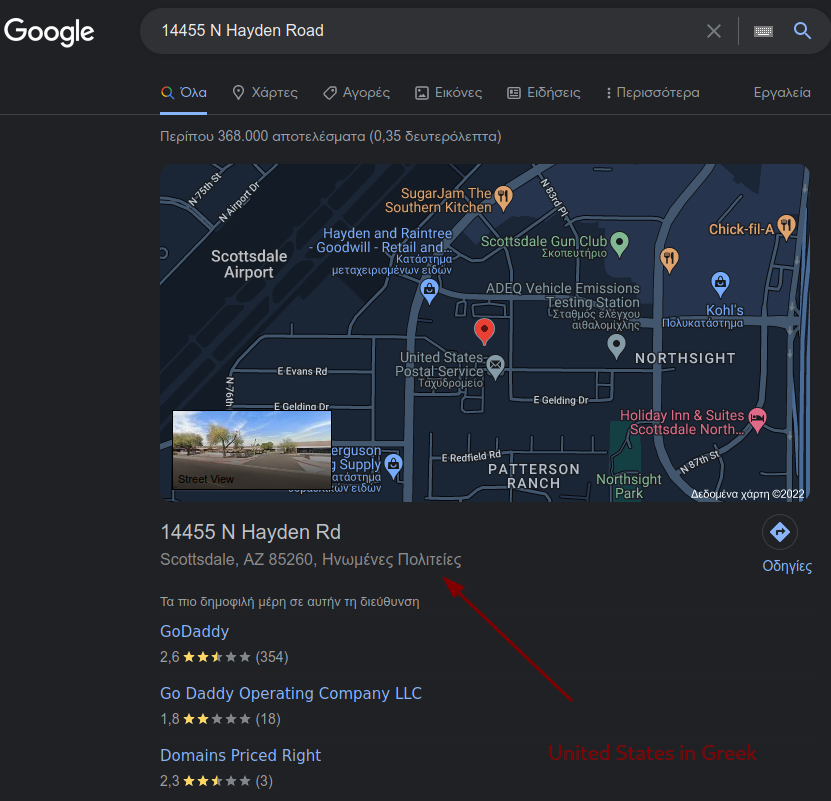 Google
14455 N Hayden Road
Όλα
Χάρτες
Αγορές
Εικόνες
Ειδήσεις
Περισσότερα
Εργαλεία
Περίπου 368.000 αποτελέσματα (0,35 δευτερόλεπτα)
N 75th St
N Airport Dr
SugarJam The
Southern Kitchen
N 83rd Pl
Chick-fil-A
Hayden and Raintree
- Goodwill - Retail and...
Κατάστημα
μεταχειρισμένων ειδών
Scottsdale Gun Club
Σκοπευτήριο
Scottsdale
Airport
ADEQ Vehicle Emissions
Testing Station
Σταθμός ελέγχου
αιθαλομίχλης
Kohl's
Πολυκατάστημα
United States
Postal Service
Ταχυδρομείο
NORTHSIGHT
E Evans Rd
N 76th
E Gelding Dr
E Gelding Dr
Holiday Inn & Suites
Scottsdale North...
erguson
g Supply
Street View
E Redfield Rd
PATTERSON
RANCH
N 87th St
Northsight
Park
Δεδομένα χάρτη ©2022
14455 N Hayden Rd
Scottsdale, AZ 85260, Ηνωμένες Πολιτείες
Οδηγίες
Τα πιο δημοφιλή μέρη σε αυτήν τη διεύθυνση
GoDaddy
2,6 (354)
Go Daddy Operating Company LLC
1,8 (18)
United States in Greek
Domains Priced Right
2,3 (3)